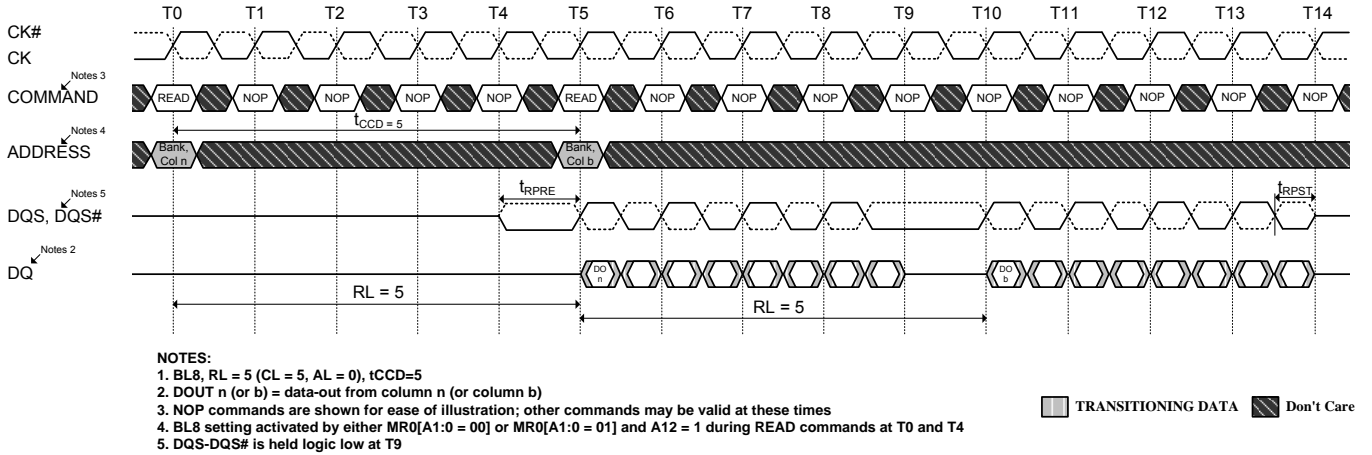 T0 T1 T2 T3 T4 T5 T6 T7 T8 T9 T10 T11 T12 T13 T14
CK#
CK
Notes 3
COMMAND READ NOP NOP NOP NOP READ NOP NOP NOP NOP NOP NOP NOP NOP NOP
tCCD = 5
Notes 4
ADDRESS
Bank, Col n
Bank, Col b
Notes 5
tRPRE
tRPST
DQS, DQS#
Notes 2
DQ
DO n
DO b
RL = 5
RL = 5
NOTES:
1. BL8, RL = 5 (CL = 5, AL = 0), tCCD=5
2. DOUT n (or b) = data-out from column n (or column b)
3. NOP commands are shown for ease of illustration; other commands may be valid at these times
4. BL8 setting activated by either MR0[A1:0 = 00] or MR0[A1:0 = 01] and A12 = 1 during READ commands at T0 and T4
5. DQS-DQS# is held logic low at T9
TRANSITIONING DATA
Don't Care